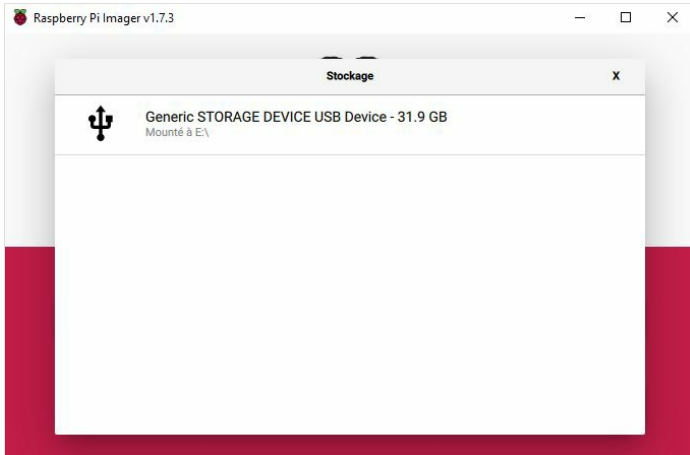 Raspberry Pi Imager v1.7.3
Stockage
X
Generic STORAGE DEVICE USB Device - 31.9 GB
Mounté à E:\